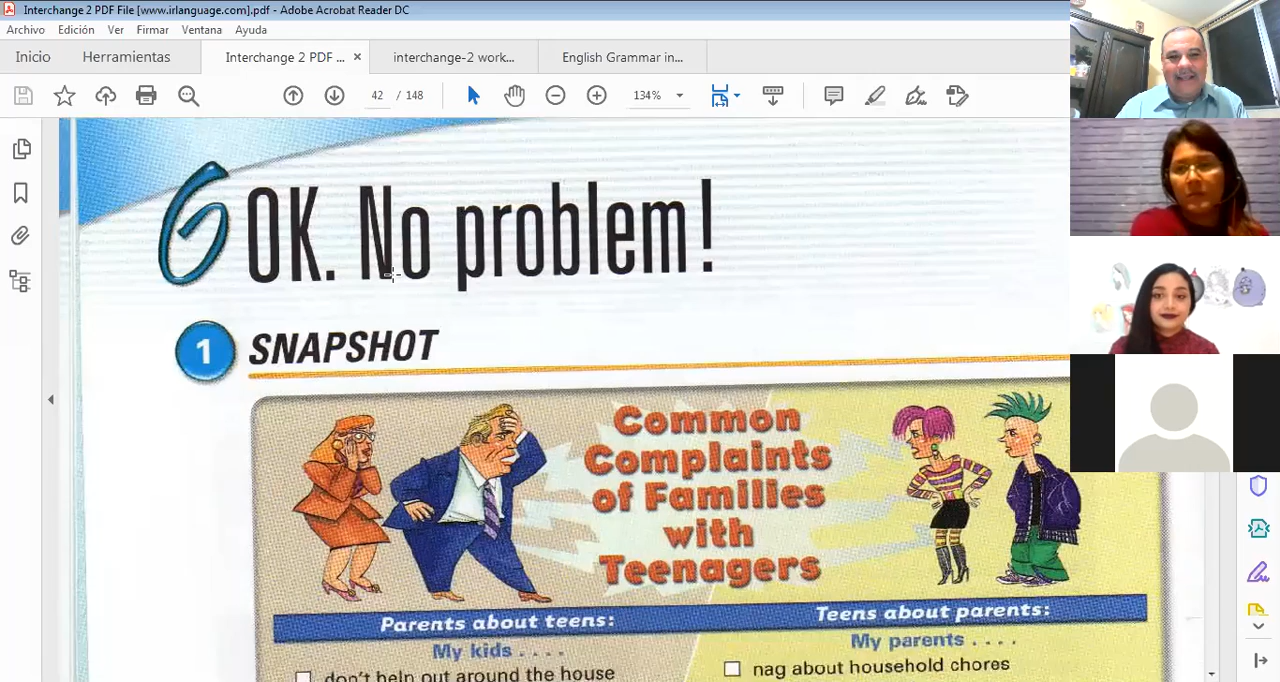 Interchange 2 PDF File [www.irlanguage.com].pdf - Adobe Acrobat Reader DC
Archivo Edición Ver Firmar Ventana Ayuda
Inicio Herramientas Interchange 2 PDF ... × interchange-2 work... English Grammar in...
42 / 148 134%
6 OK. No problem!
1 SNAPSHOT
Common
Complaints
of Families
with
Teenagers
Parents about teens: Teens about parents:
My kids . . . . My parents . . . .
don't help out around the house nag about household chores